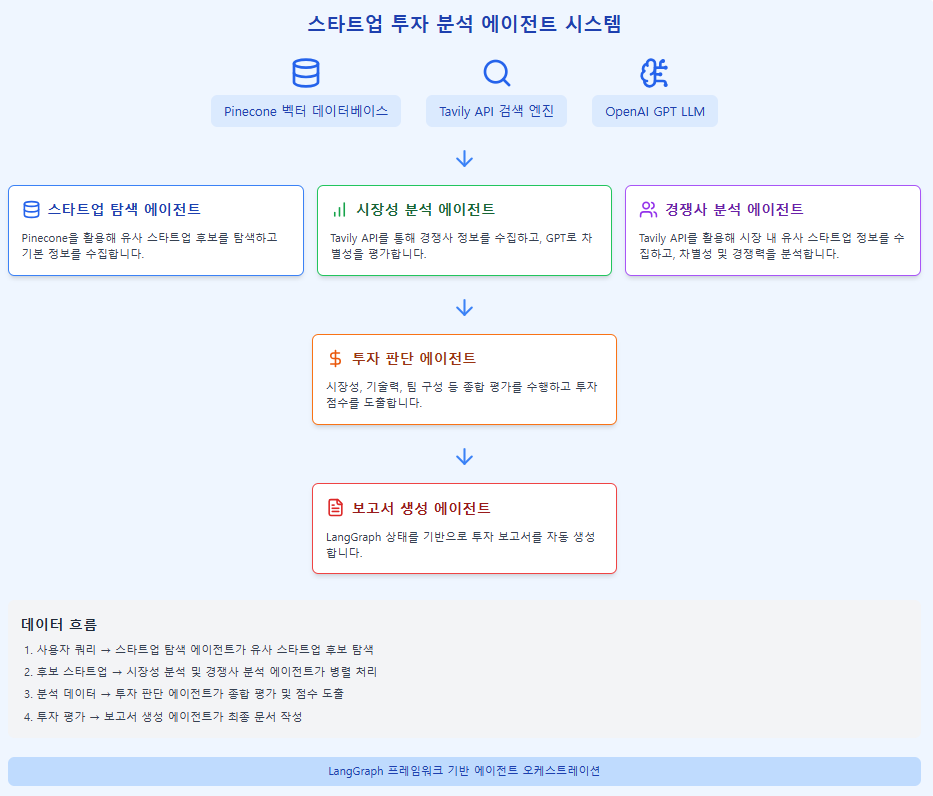 스타트업 투자 분석 에이전트 시스템
Pinecone 벡터 데이터베이스
Tavily API 검색 엔진
OpenAI GPT LLM
스타트업 탐색 에이전트
Pinecone을 활용해 유사 스타트업 후보를 탐색하고
기본 정보를 수집합니다.
시장성 분석 에이전트
Tavily API를 통해 경쟁사 정보를 수집하고, GPT로 차
별성을 평가합니다.
경쟁사 분석 에이전트
Tavily API를 활용해 시장 내 유사 스타트업 정보를 수
집하고, 차별성 및 경쟁력을 분석합니다.
투자 판단 에이전트
시장성, 기술력, 팀 구성 등 종합 평가를 수행하고 투자
점수를 도출합니다.
보고서 생성 에이전트
LangGraph 상태를 기반으로 투자 보고서를 자동 생성
합니다.
데이터 흐름
1. 사용자 쿼리 → 스타트업 탐색 에이전트가 유사 스타트업 후보 탐색
2. 후보 스타트업 → 시장성 분석 및 경쟁사 분석 에이전트가 병렬 처리
3. 분석 데이터 → 투자 판단 에이전트가 종합 평가 및 점수 도출
4. 투자 평가 → 보고서 생성 에이전트가 최종 문서 작성
LangGraph 프레임워크 기반 에이전트 오케스트레이션